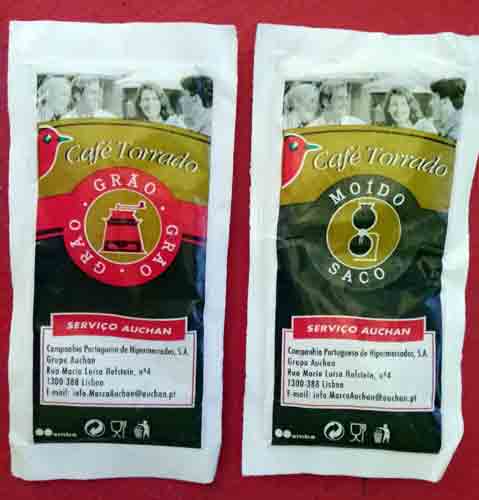 Café Torrado
GRÃO · GRÃO · GRÃO · GRÃO
SERVIÇO AUCHAN
Companhia Portuguesa de Hipermercados, S.A.
Grupo Auchan
Rua Maria Luisa Holstein, nº4
1300-388 Lisboa
E-mail: info.MarcaAuchan@auchan.pt
Café Torrado
MOÍDO
SACO
SERVIÇO AUCHAN
Companhia Portuguesa de Hipermercados, S.A.
Grupo Auchan
Rua Maria Luisa Holstein, nº4
1300-388 Lisboa
E-mail: info.MarcaAuchan@auchan.pt